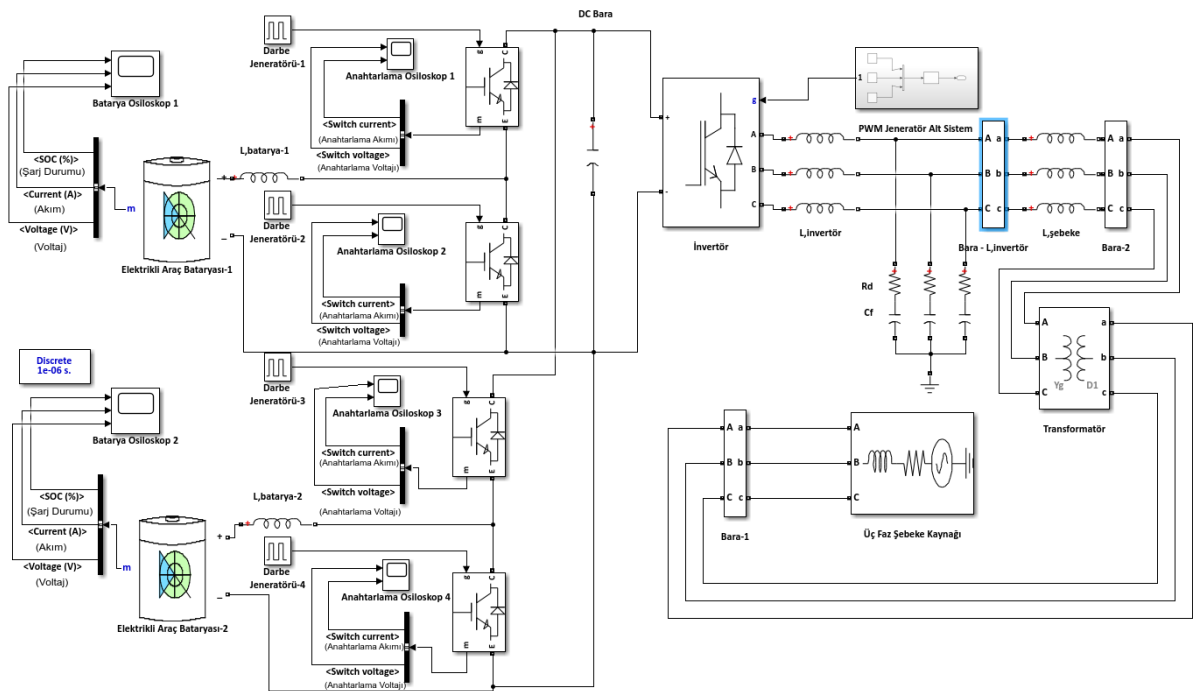 DC Bara
Darbe
Jeneratörü-1
g
C
m
E
Anahtarlama Osiloskop 1
<Switch current>
(Anahtarlama Akımı)
<Switch voltage>
(Anahtarlama Voltajı)
Batarya Osiloskop 1
<SOC (%)>
(Şarj Durumu)
<Current (A)>
(Akım)
<Voltage (V)>
(Voltaj)
m
L,batarya-1
+
+
_
Elektrikli Araç Bataryası-1
Darbe
Jeneratörü-2
g
C
m
E
Anahtarlama Osiloskop 2
<Switch current>
(Anahtarlama Akımı)
<Switch voltage>
(Anahtarlama Voltajı)
+
+
-
g
A
B
C
İnvertör
1
PWM Jeneratör Alt Sistem
+
+
+
L,invertör
A a
B b
C c
Bara - L,invertör
+
+
+
L,şebeke
A
B
C
Bara-2
+
+
+
Rd
Cf
A
B
C
a
b
c
Yg
D1
Transformatör
Discrete
1e-06 s.
Darbe
Jeneratörü-3
g
C
m
E
Anahtarlama Osiloskop 3
<Switch current>
(Anahtarlama Akımı)
<Switch voltage>
(Anahtarlama Voltajı)
Batarya Osiloskop 2
<SOC (%)>
(Şarj Durumu)
<Current (A)>
(Akım)
<Voltage (V)>
(Voltaj)
m
L,batarya-2
+
+
_
Elektrikli Araç Bataryası-2
Darbe
Jeneratörü-4
g
C
m
E
Anahtarlama Osiloskop 4
<Switch current>
(Anahtarlama Akımı)
<Switch voltage>
(Anahtarlama Voltajı)
A a
B b
C c
Bara-1
A
B
C
Üç Faz Şebeke Kaynağı